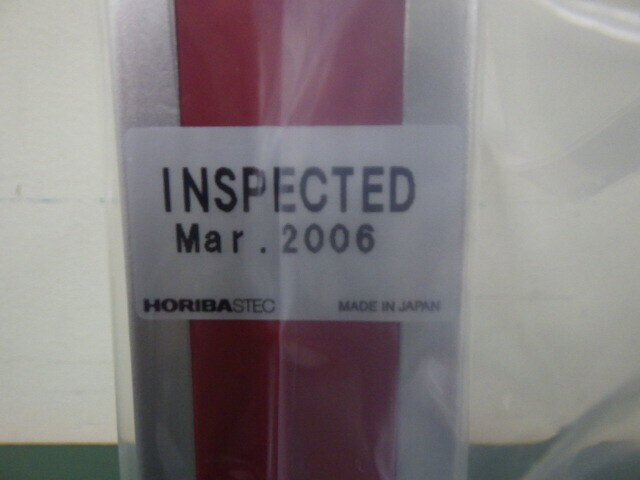 INSPECTED
Mar. 2006
HORIBASTEC MADE IN JAPAN